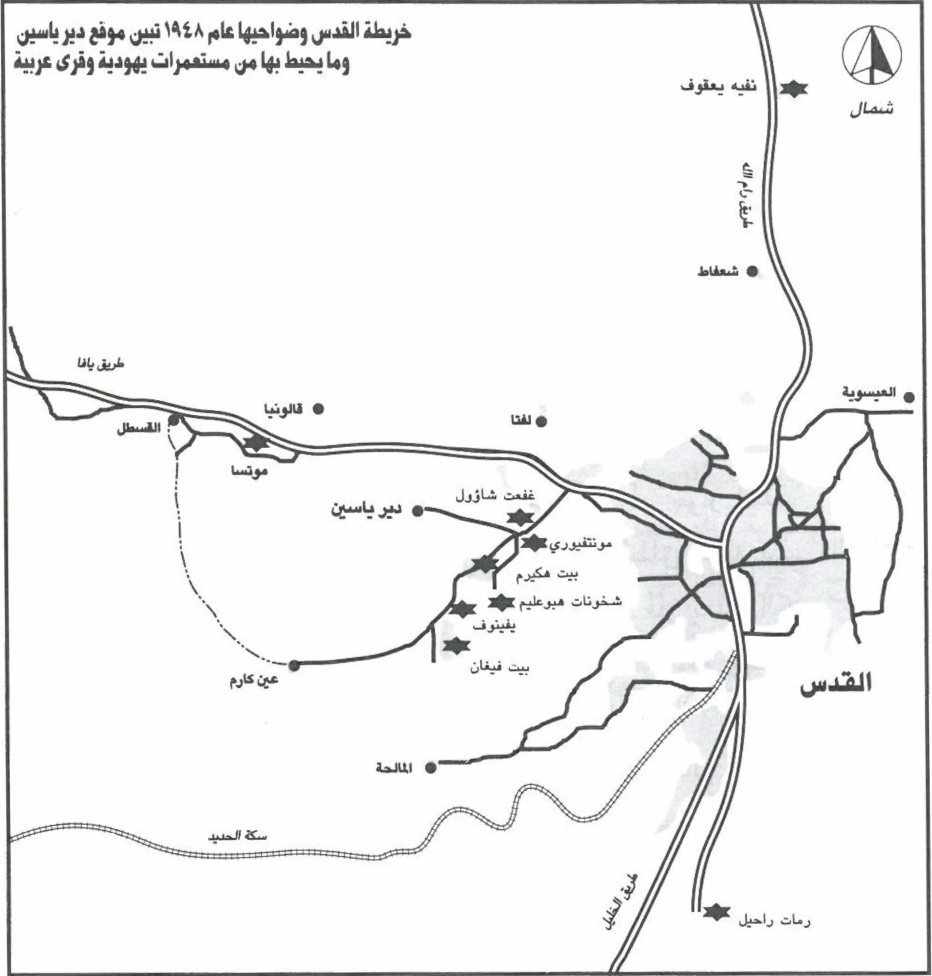 خريطة القدس وضواحيها عام ١٩٤٨ تبين موقع دير ياسين
وما يحيط بها من مستعمرات يهودية وقرى عربية
شمال
نفيه يعقوف
طريق رام الله
شعفاط
طريق يافا
العيسوية
قالونيا
لفتا
القسطل
موتسا
غفعت شاؤول
دير ياسين
مونتفيوري
بيت هكيرم
شخونات هبوعليم
يفينوف
بيت فيغان
عين كارم
القدس
المالحة
سكة الحديد
طريق الخليل
رمات راحيل